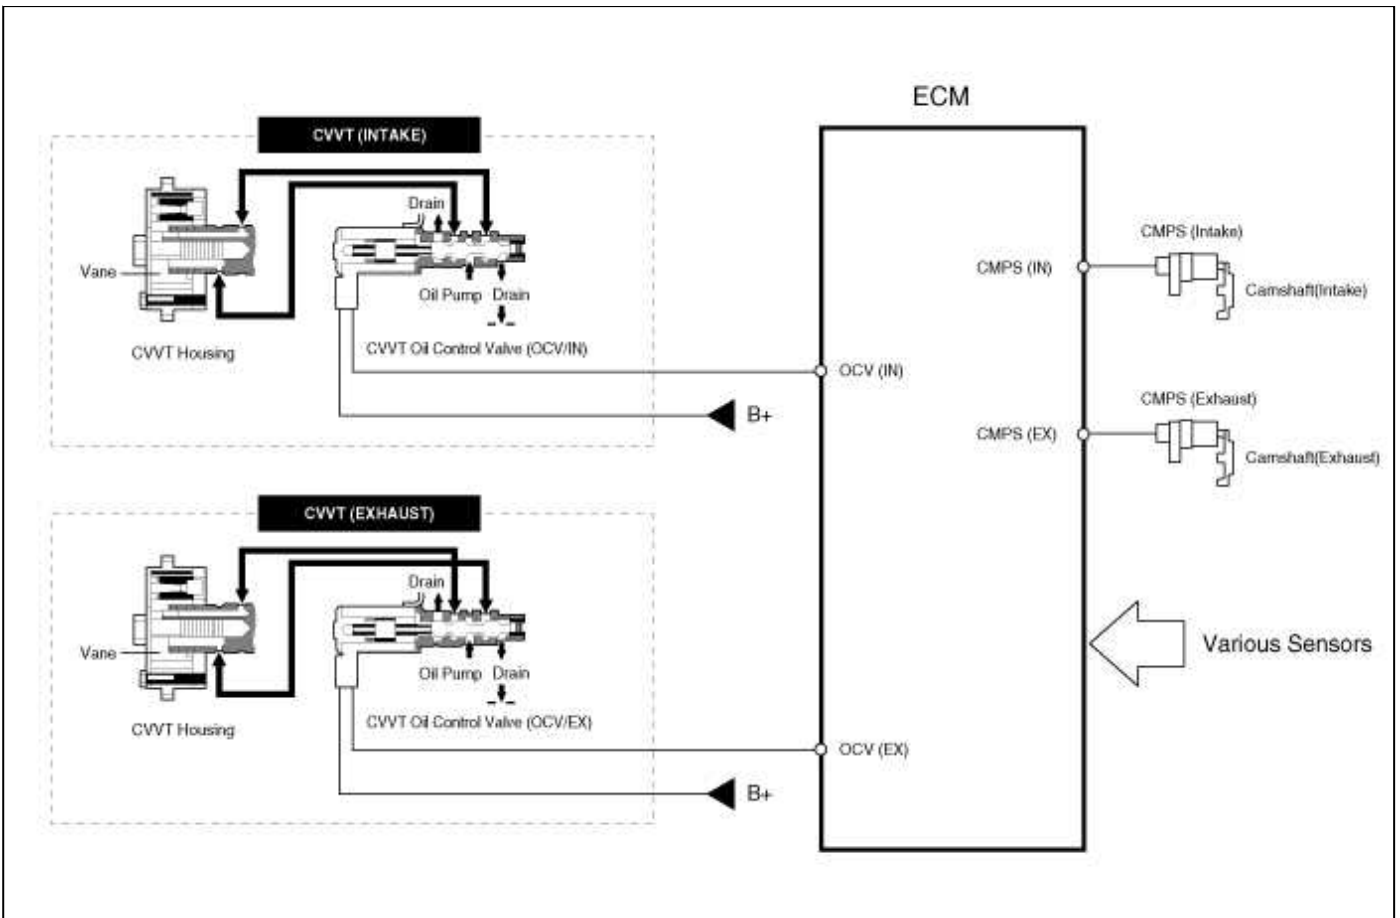 ECM
CVVT (INTAKE)
Drain
Vane
Oil Pump Drain
CVVT Housing
CVVT Oil Control Valve (OCV/IN)
B+
CMPS (IN)
CMPS (Intake)
Camshaft(Intake)
OCV (IN)
CMPS (Exhaust)
CMPS (EX)
Camshaft(Exhaust)
CVVT (EXHAUST)
Drain
Vane
Oil Pump Drain
CVVT Housing
CVVT Oil Control Valve (OCV/EX)
B+
OCV (EX)
Various Sensors